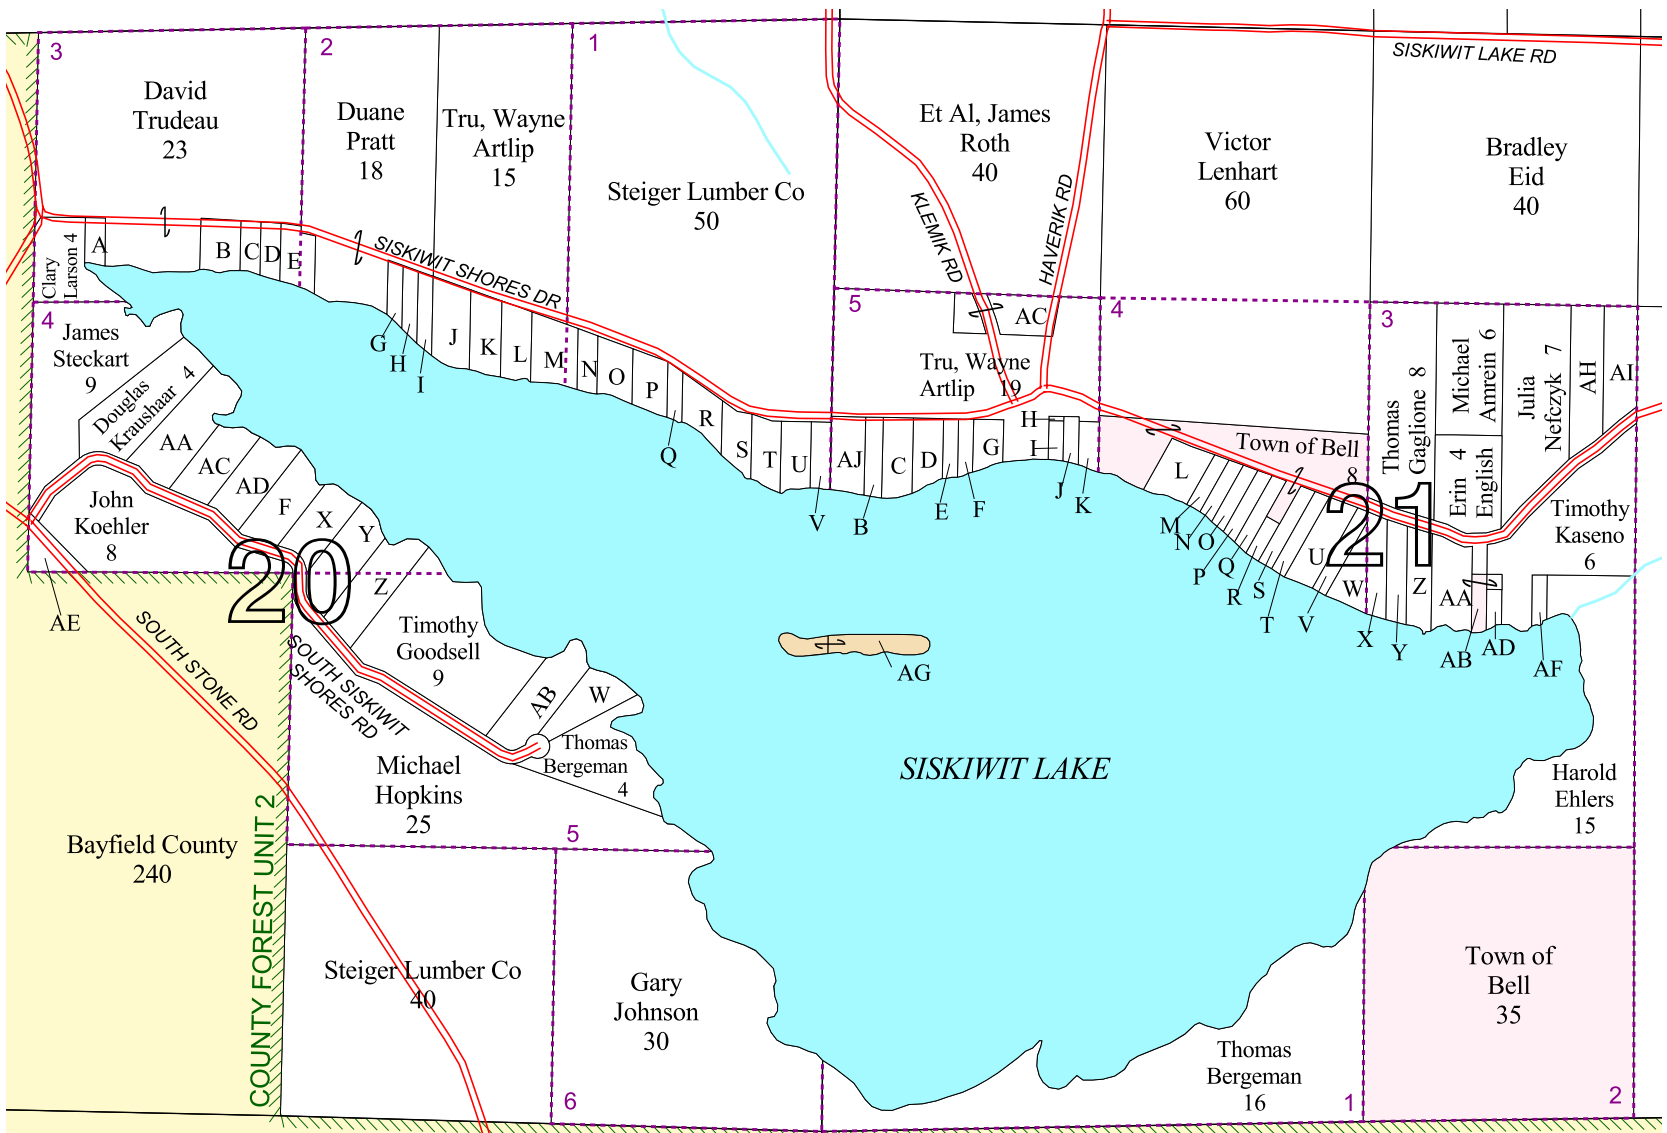 3
2
1
SISKIWIT LAKE RD
David
Trudeau
23
Duane
Pratt
18
Tru, Wayne
Artlip
15
Steiger Lumber Co
50
Et Al, James
Roth
40
Victor
Lenhart
60
Bradley
Eid
40
KLEMIK RD
HAVERIK RD
Clary
Larson 4
A
B
C
D
E
SISKIWIT SHORES DR
5
4
3
AC
4
James
Steckart
9
Douglas
Kraushaar 4
G
H
I
J
K
L
M
N
O
P
Q
R
S
T
U
V
Tru, Wayne
Artlip 19
AJ
B
C
D
E
F
G
H
I
J
K
Town of Bell
8
Thomas
Gaglione 8
Michael
Amrein 6
Erin 4
English
Julia
Nefczyk 7
AH
AI
L
M
N
O
P
Q
R
S
T
U
V
W
X
Y
Z
AA
AB
AD
AF
21
Timothy
Kaseno
6
AA
AC
AD
F
X
Y
Z
John
Koehler
8
20
AE
SOUTH STONE RD
SOUTH SISKIWIT
SHORES RD
Timothy
Goodsell
9
AB
W
Thomas
Bergeman
4
AG
SISKIWIT LAKE
Michael
Hopkins
25
5
Harold
Ehlers
15
Bayfield County
240
COUNTY FOREST UNIT 2
Steiger Lumber Co
40
Gary
Johnson
30
6
Town of
Bell
35
Thomas
Bergeman
16
1
2